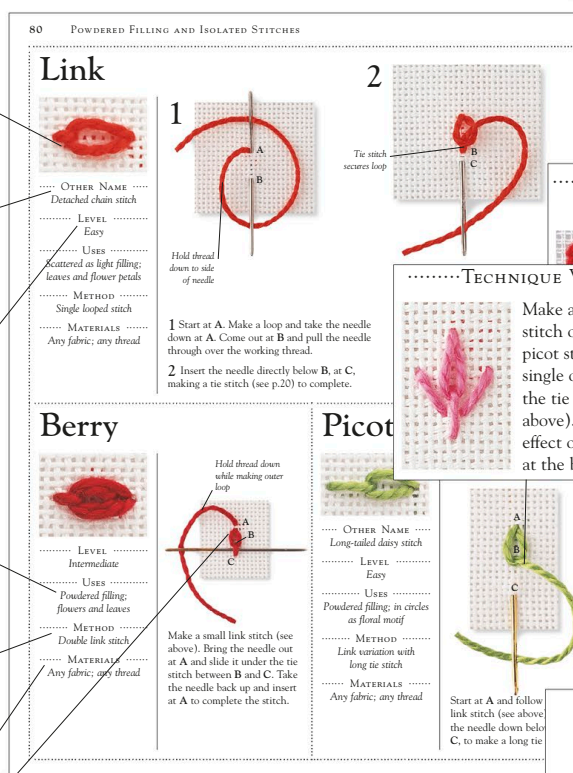 80 Powdered Filling and Isolated Stitches
Link
Other Name
Detached chain stitch
Level
Easy
Uses
Scattered as light filling;
leaves and flower petals
Method
Single looped stitch
Materials
Any fabric; any thread
1
A
B
Hold thread
down to side
of needle
2
Tie stitch
secures loop
B
C
1 Start at A. Make a loop and take the needle
down at A. Come out at B and pull the needle
through over the working thread.
2 Insert the needle directly below B, at C,
making a tie stitch (see p.20) to complete.
Technique
Make a
stitch
picot
single
the tie
above).
effect
at the
Berry
Level
Intermediate
Uses
Powdered filling;
flowers and leaves
Method
Double link stitch
Materials
Any fabric; any thread
Hold thread down
while making outer
loop
A
B
C
Make a small link stitch (see
above). Bring the needle out
at A and slide it under the tie
stitch between B and C. Take
the needle back up and insert
at A to complete the stitch.
Picot
Other Name
Long-tailed daisy stitch
Level
Easy
Uses
Powdered filling; in circles
as floral motif
Method
Link variation with
long tie stitch
Materials
Any fabric; any thread
A
B
C
Start at A and follow
link stitch (see above
the needle down
C, to make a long tie